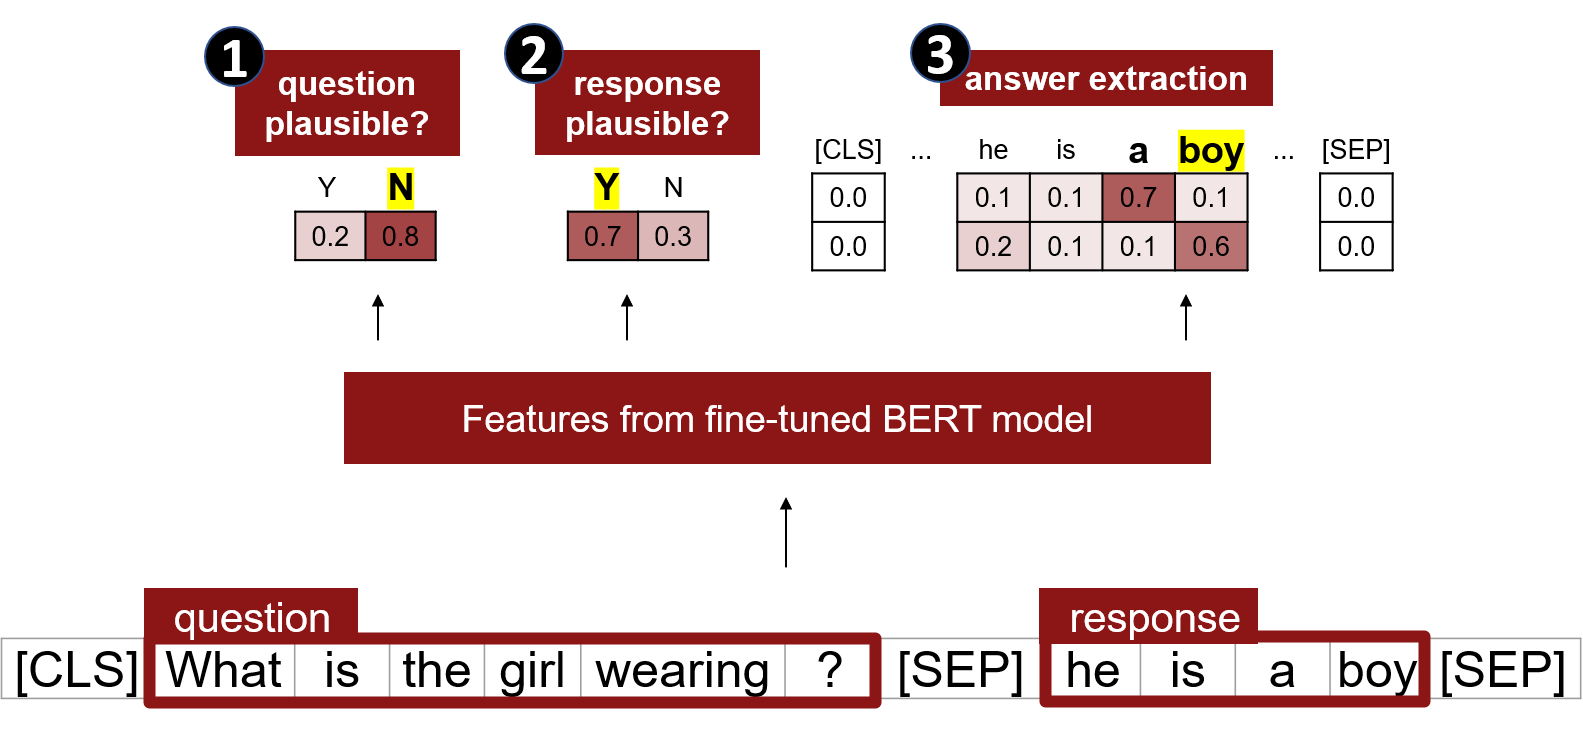 1 question plausible?
Y N
0.2 0.8
2 response plausible?
Y N
0.7 0.3
3 answer extraction
[CLS] ... he is a boy ... [SEP]
0.0 0.1 0.1 0.7 0.1 0.0
0.0 0.2 0.1 0.1 0.6 0.0
Features from fine-tuned BERT model
question response
[CLS] What is the girl wearing ? [SEP] he is a boy [SEP]